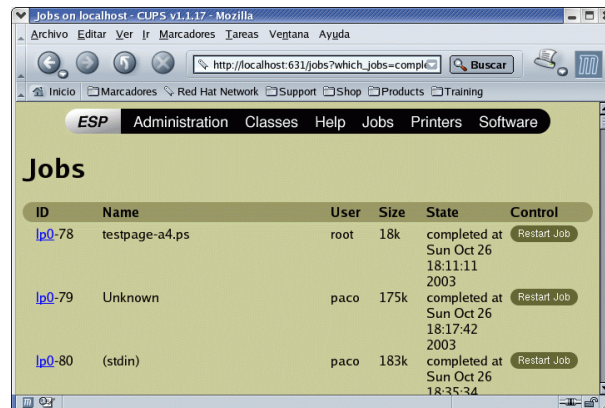 Jobs on localhost - CUPS v1.1.17 - Mozilla
Archivo Editar Ver Ir Marcadores Tareas Ventana Ayuda
http://localhost:631/jobs?which_jobs=comple Buscar
Inicio Marcadores Red Hat Network Support Shop Products Training
ESP Administration Classes Help Jobs Printers Software
Jobs
ID Name User Size State Control
lp0-78 testpage-a4.ps root 18k completed at Restart Job
Sun Oct 26
18:11:11
2003
lp0-79 Unknown paco 175k completed at Restart Job
Sun Oct 26
18:17:42
2003
lp0-80 (stdin) paco 183k completed at Restart Job
Sun Oct 26
18:35:34